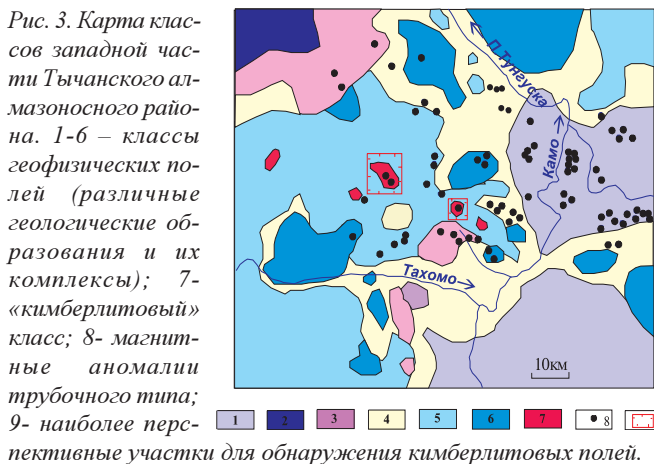 Рис. 3. Карта клас-
сов западной час-
ти Тычанского ал-
мазоносного райо-
на. 1-6 – классы
геофизических по-
лей (различные
геологические об-
разования и их
комплексы); 7-
«кимберлитовый»
класс; 8- магнит-
ные аномалии
трубочного типа;
9- наиболее перс-
пективные участки для обнаружения кимберлитовых полей.
П.Тунгуска
Камо
Тахомо
10км
1 2 3 4 5 6 7 8